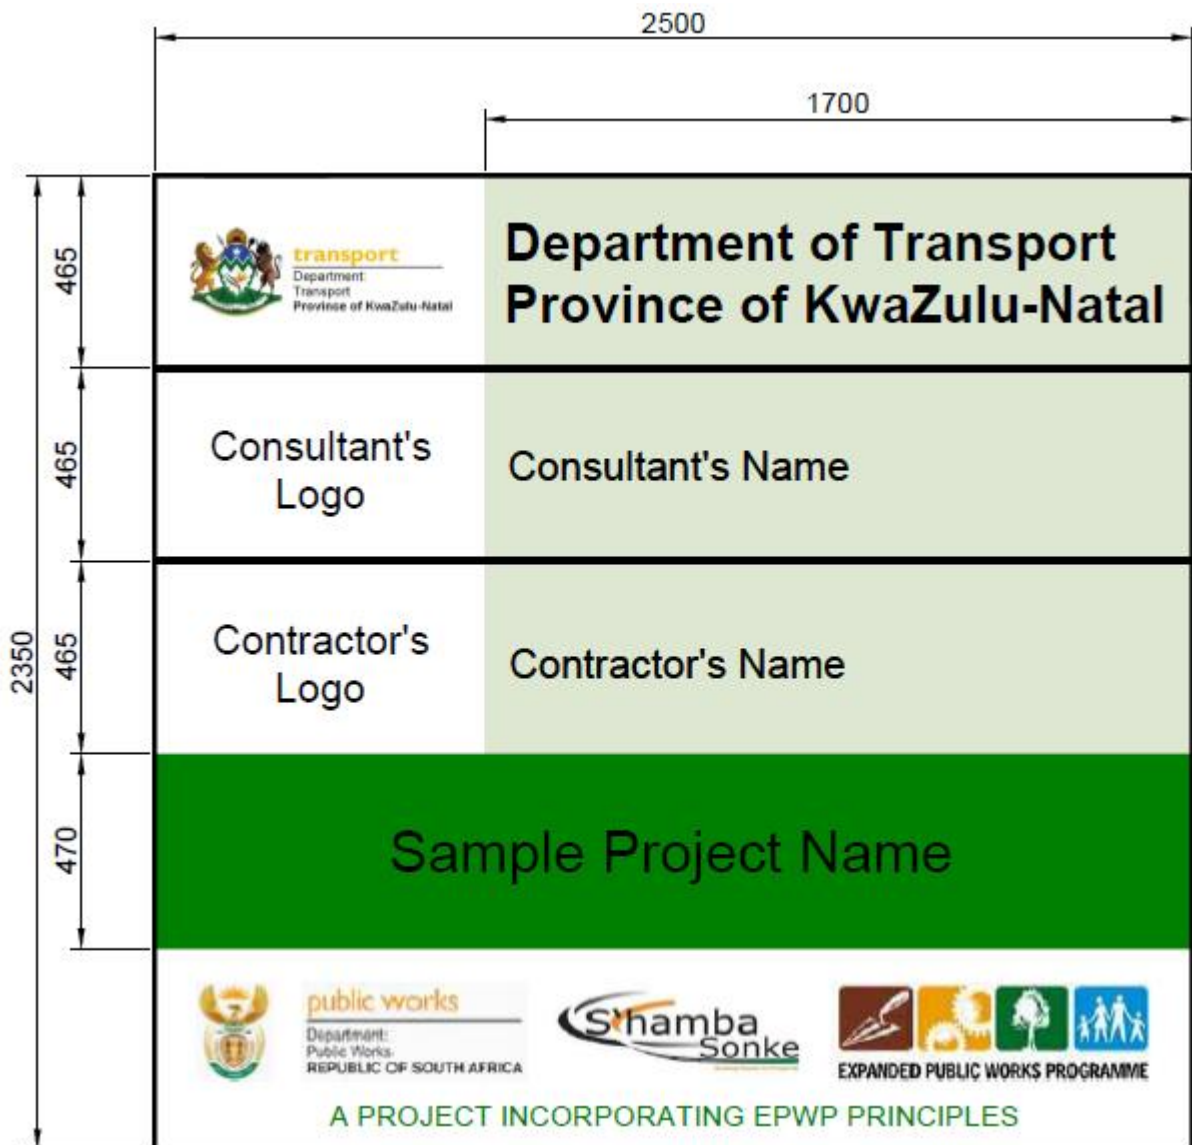 2500
1700
465
transport
Department
Transport
Province of KwaZulu-Natal
Department of Transport
Province of KwaZulu-Natal
465
Consultant's
Logo
Consultant's Name
2350
465
Contractor's
Logo
Contractor's Name
470
Sample Project Name
public works
Department:
Public Works
REPUBLIC OF SOUTH AFRICA
S'hamba
Sonke
EXPANDED PUBLIC WORKS PROGRAMME
A PROJECT INCORPORATING EPWP PRINCIPLES